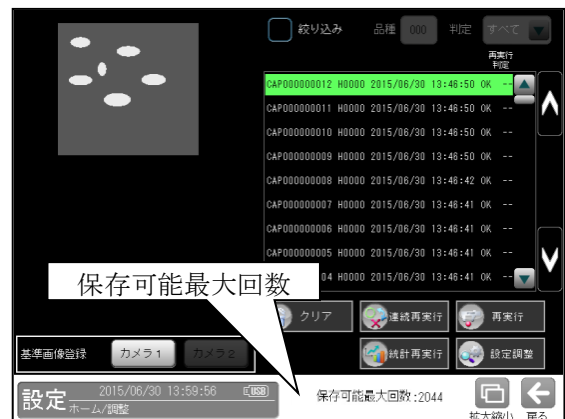 絞り込み 品種 000 判定 すべて
再実行
判定
CAP000000012 H0000 2015/06/30 13:46:50 OK --
CAP000000011 H0000 2015/06/30 13:46:50 OK --
CAP000000010 H0000 2015/06/30 13:46:50 OK --
CAP000000009 H0000 2015/06/30 13:46:50 OK --
CAP000000008 H0000 2015/06/30 13:46:42 OK --
CAP000000007 H0000 2015/06/30 13:46:41 OK --
CAP000000006 H0000 2015/06/30 13:46:41 OK --
CAP000000005 H0000 2015/06/30 13:46:41 OK --
04 H0000 2015/06/30 13:46:41 OK --
保存可能最大回数
クリア 連続再実行 再実行
基準画像登録 カメラ1 カメラ2 統計再実行 設定調整
設定 2015/06/30 13:59:56 USB
ホーム/調整
保存可能最大回数:2044
拡大縮小 戻る